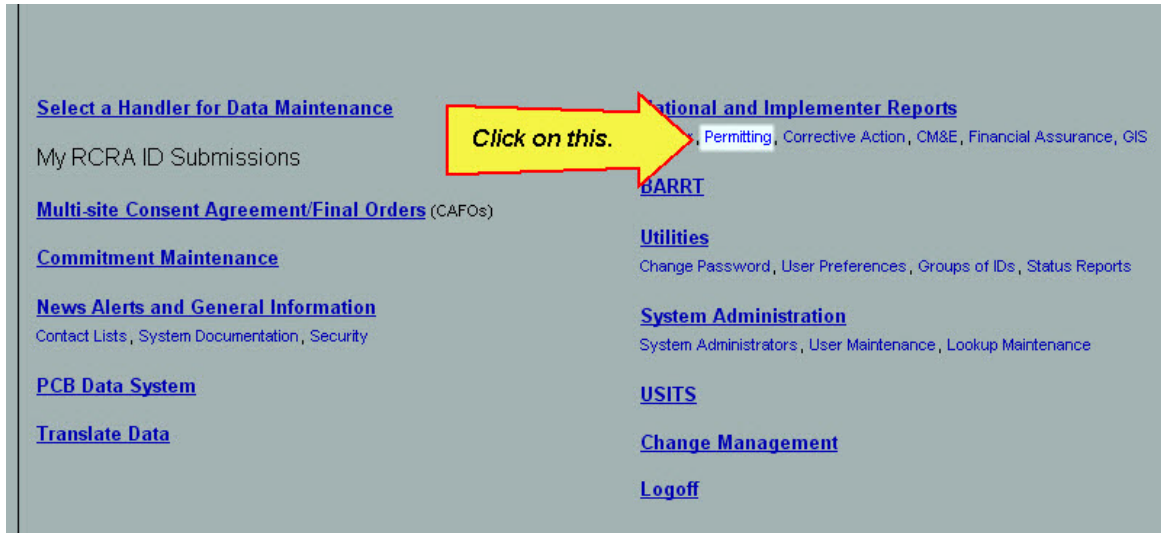 Select a Handler for Data Maintenance
My RCRA ID Submissions
Multi-site Consent Agreement/Final Orders (CAFOs)
Commitment Maintenance
News Alerts and General Information
Contact Lists, System Documentation, Security
PCB Data System
Translate Data
Click on this.
National and Implementer Reports
, Permitting, Corrective Action, CM&E, Financial Assurance, GIS
BARRT
Utilities
Change Password, User Preferences, Groups of IDs, Status Reports
System Administration
System Administrators, User Maintenance, Lookup Maintenance
USITS
Change Management
Logoff